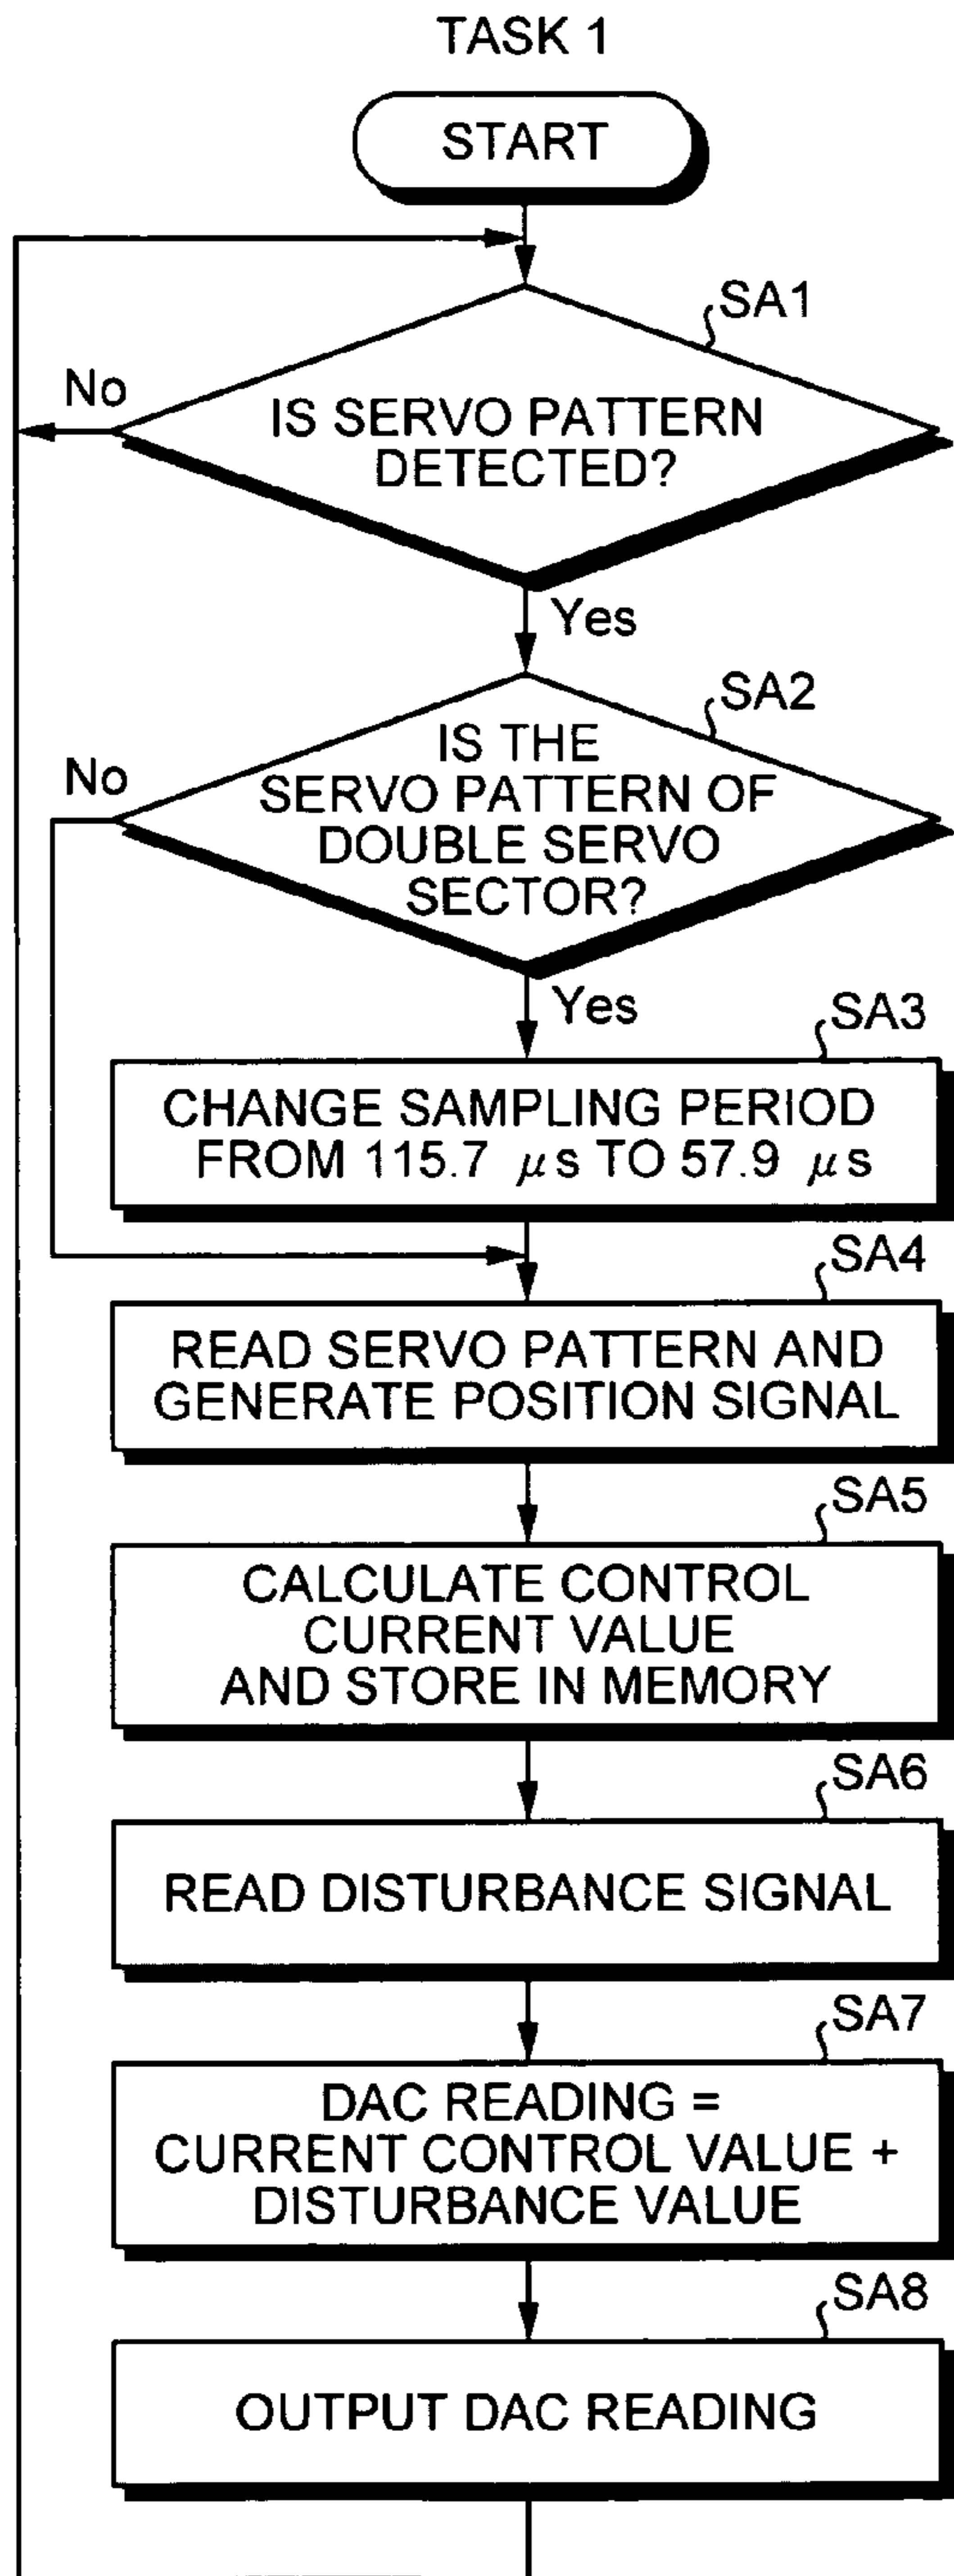 TASK 1
START
SA1
No
IS SERVO PATTERN
DETECTED?
Yes
SA2
No
IS THE
SERVO PATTERN OF
DOUBLE SERVO
SECTOR?
Yes
SA3
CHANGE SAMPLING PERIOD
FROM 115.7 μs TO 57.9 μs
SA4
READ SERVO PATTERN AND
GENERATE POSITION SIGNAL
SA5
CALCULATE CONTROL
CURRENT VALUE
AND STORE IN MEMORY
SA6
READ DISTURBANCE SIGNAL
SA7
DAC READING =
CURRENT CONTROL VALUE +
DISTURBANCE VALUE
SA8
OUTPUT DAC READING